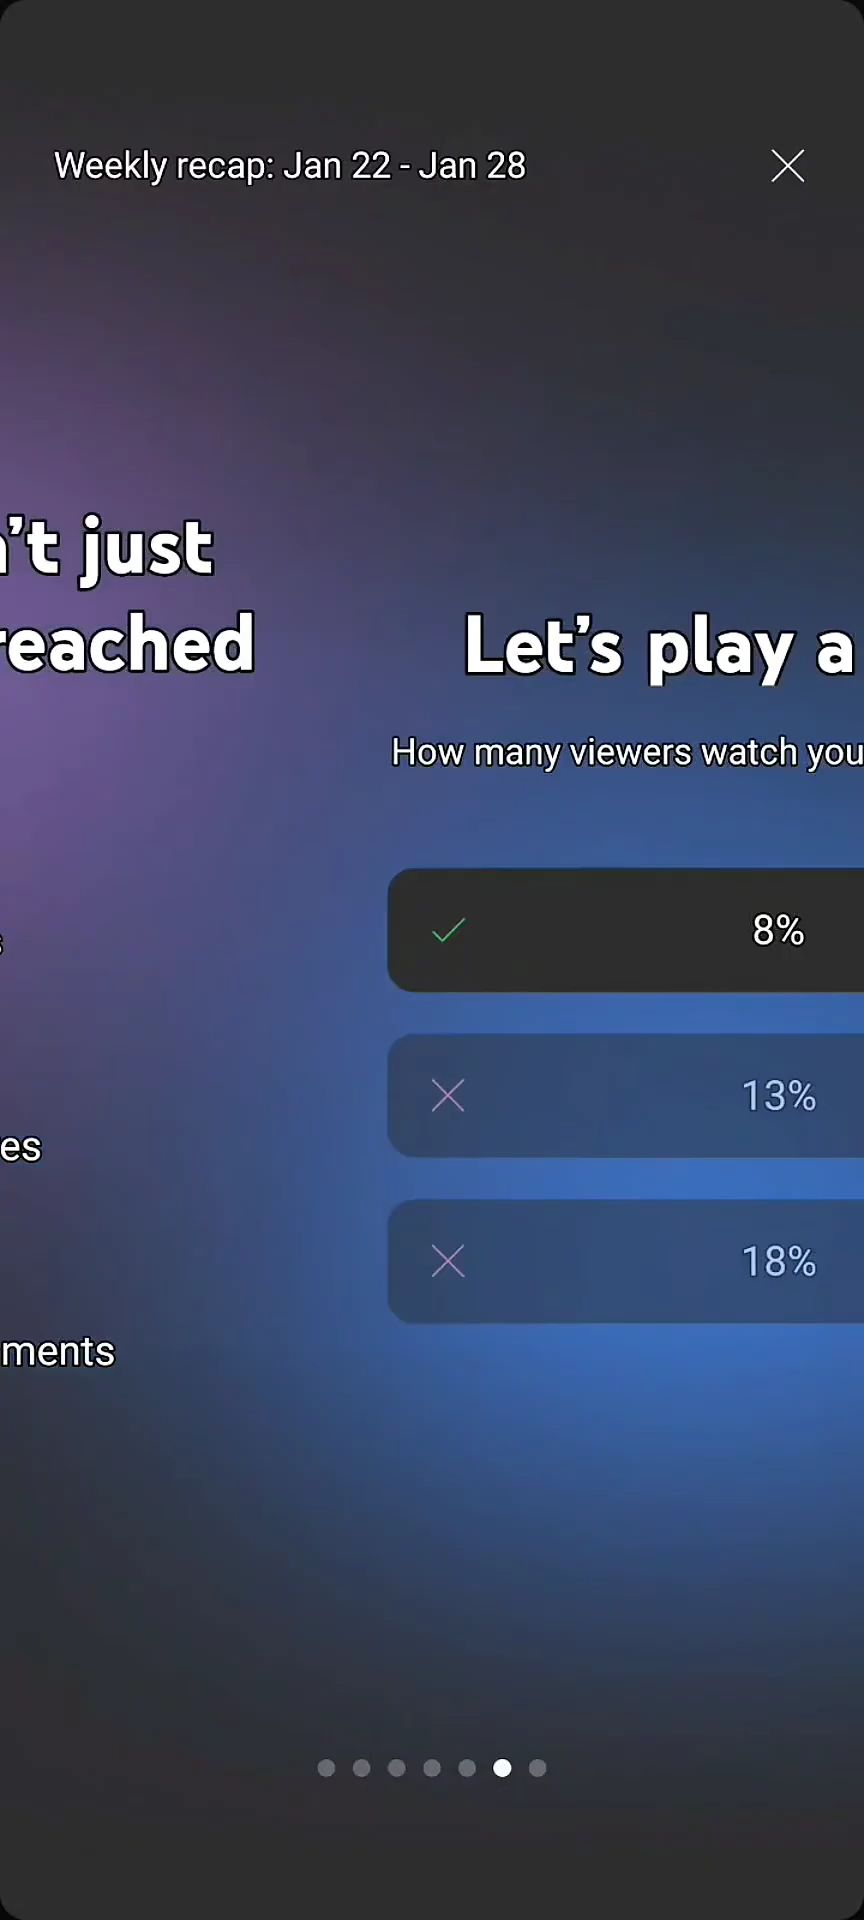 Weekly recap: Jan 22 - Jan 28
't just
reached
Let's play a
How many viewers watch you
8%
13%
18%
es
ments